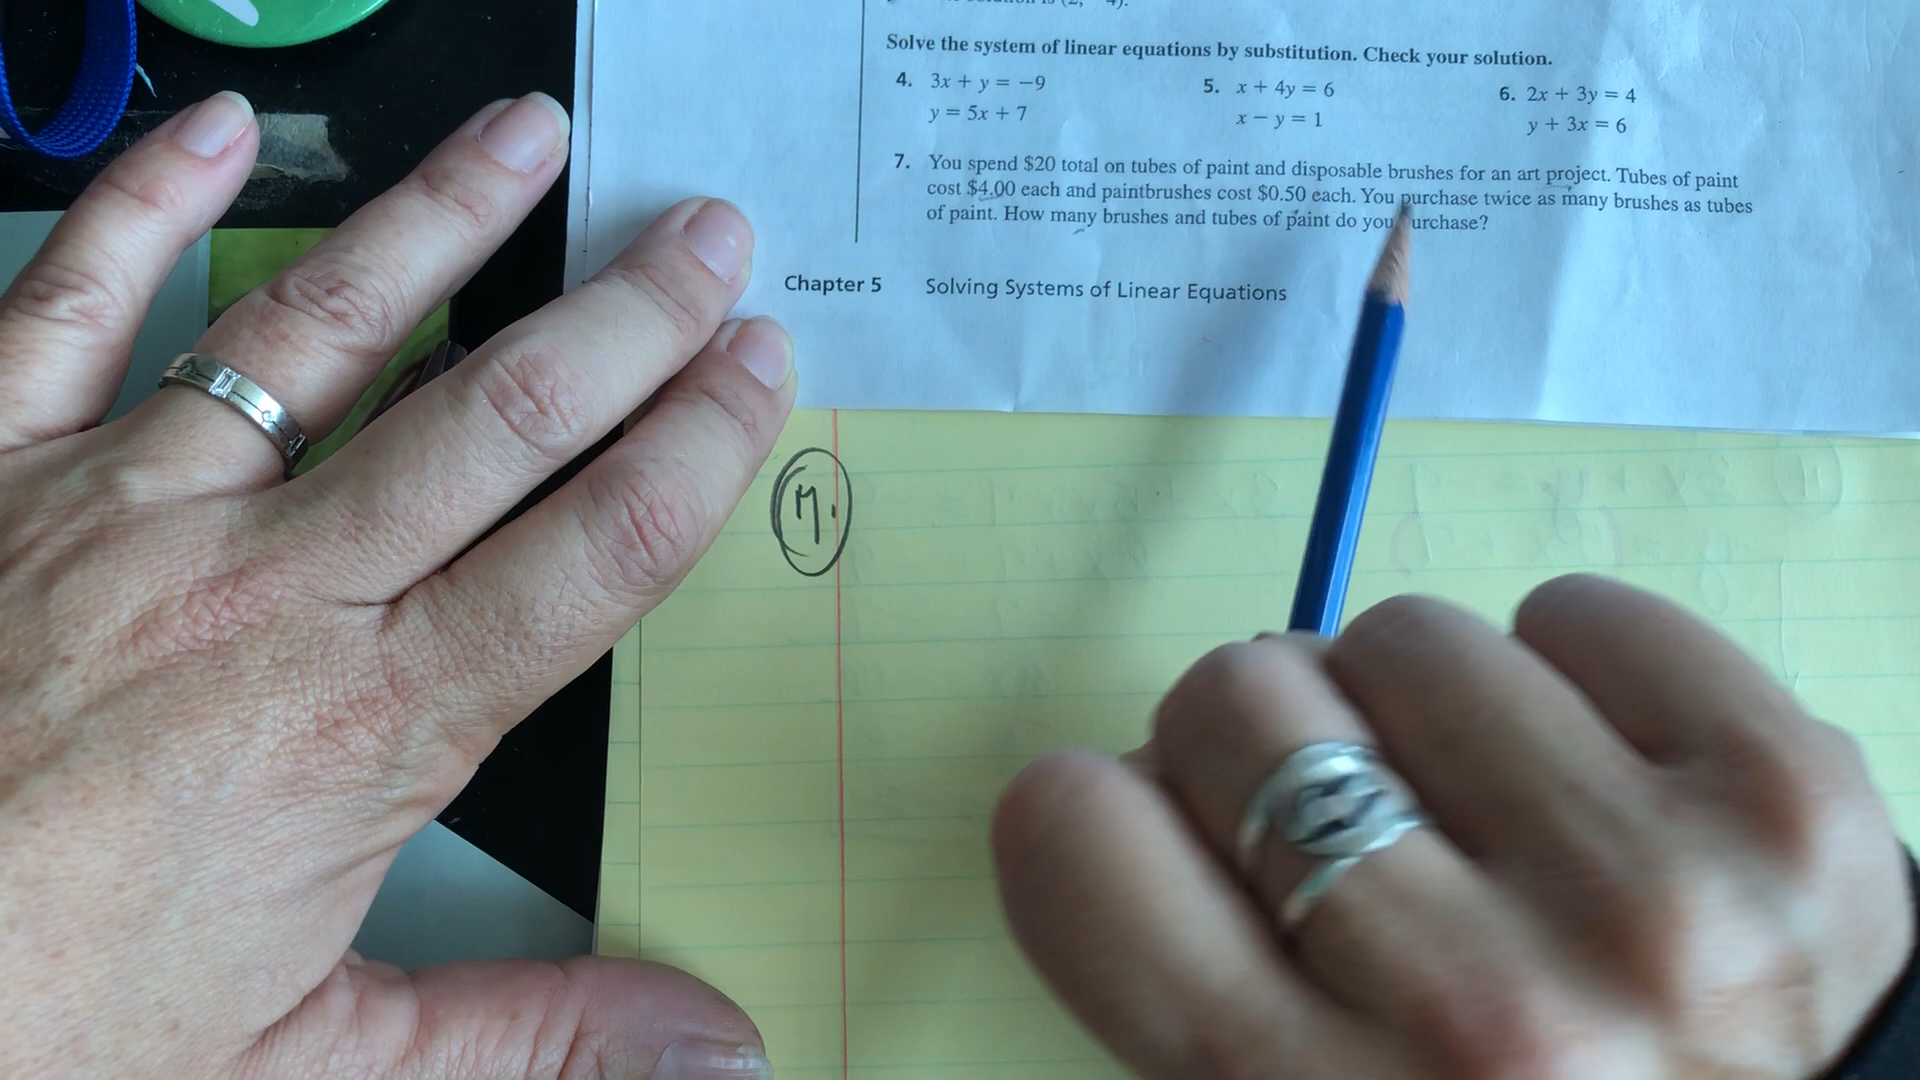 Solve the system of linear equations by substitution. Check your solution.
4. 3x + y = −9
y = 5x + 7
5. x + 4y = 6
x − y = 1
6. 2x + 3y = 4
y + 3x = 6
7. You spend $20 total on tubes of paint and disposable brushes for an art project. Tubes of paint
cost $4.00 each and paintbrushes cost $0.50 each. You purchase twice as many brushes as tubes
of paint. How many brushes and tubes of paint do you urchase?
Chapter 5 Solving Systems of Linear Equations
7.